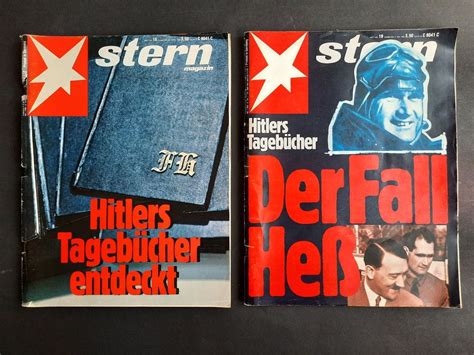 stern
magazin
FH
Hitlers
Tagebücher
entdeckt
stern
Hitlers
Tagebücher
Der Fall
Heß